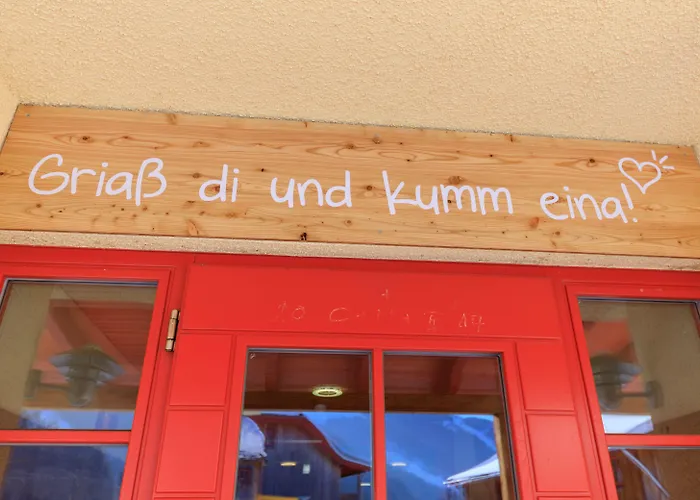 Griaß di und kumm eina!